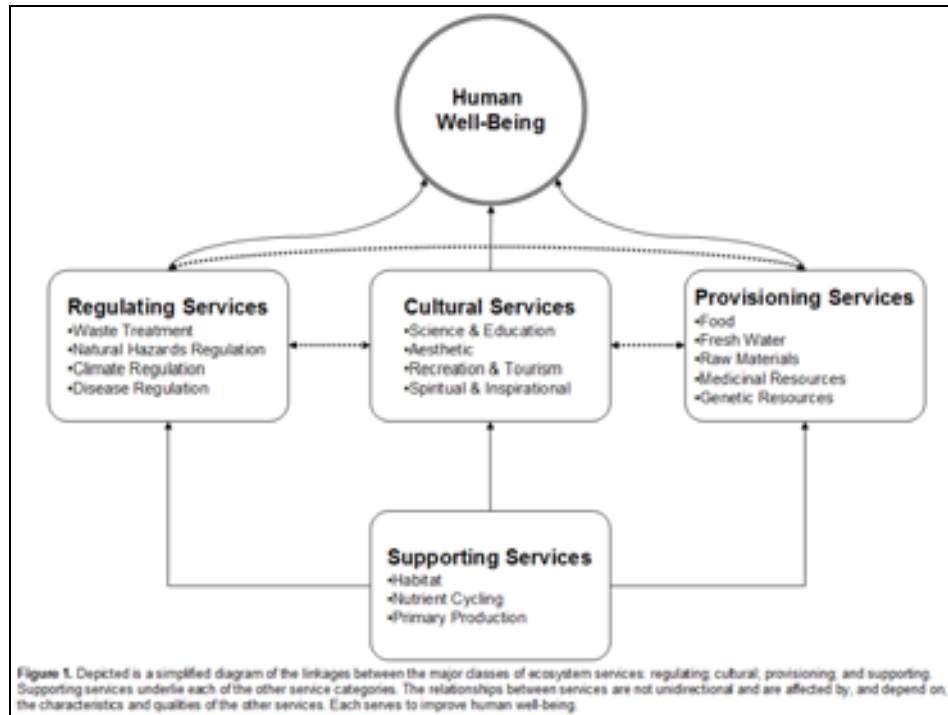 Human
Well-Being
Regulating Services
•Waste Treatment
•Natural Hazards Regulation
•Climate Regulation
•Disease Regulation
Cultural Services
•Science & Education
•Aesthetic
•Recreation & Tourism
•Spiritual & Inspirational
Provisioning Services
•Food
•Fresh Water
•Raw Materials
•Medicinal Resources
•Genetic Resources
Supporting Services
•Habitat
•Nutrient Cycling
•Primary Production
Figure 1. Depicted is a simplified diagram of the linkages between the major classes of ecosystem services: regulating; cultural; provisioning; and supporting.
Supporting services underlie each of the other service categories. The relationships between services are not unidirectional and are affected by, and depend on,
the characteristics and qualities of the other services. Each serves to improve human well-being.